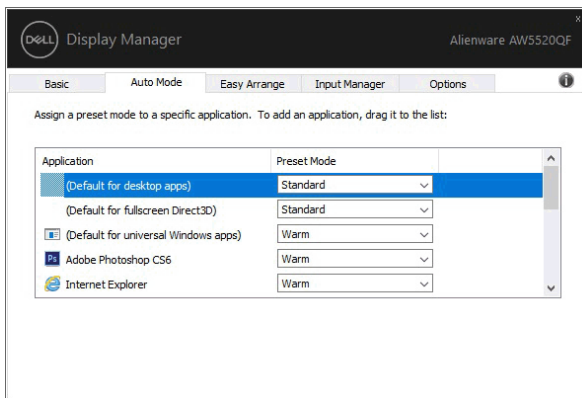 DELL Display Manager Alienware AW5520QF
Basic Auto Mode Easy Arrange Input Manager Options
Assign a preset mode to a specific application. To add an application, drag it to the list:
Application Preset Mode
(Default for desktop apps) Standard
(Default for fullscreen Direct3D) Standard
(Default for universal Windows apps) Warm
Ps Adobe Photoshop CS6 Warm
Internet Explorer Warm